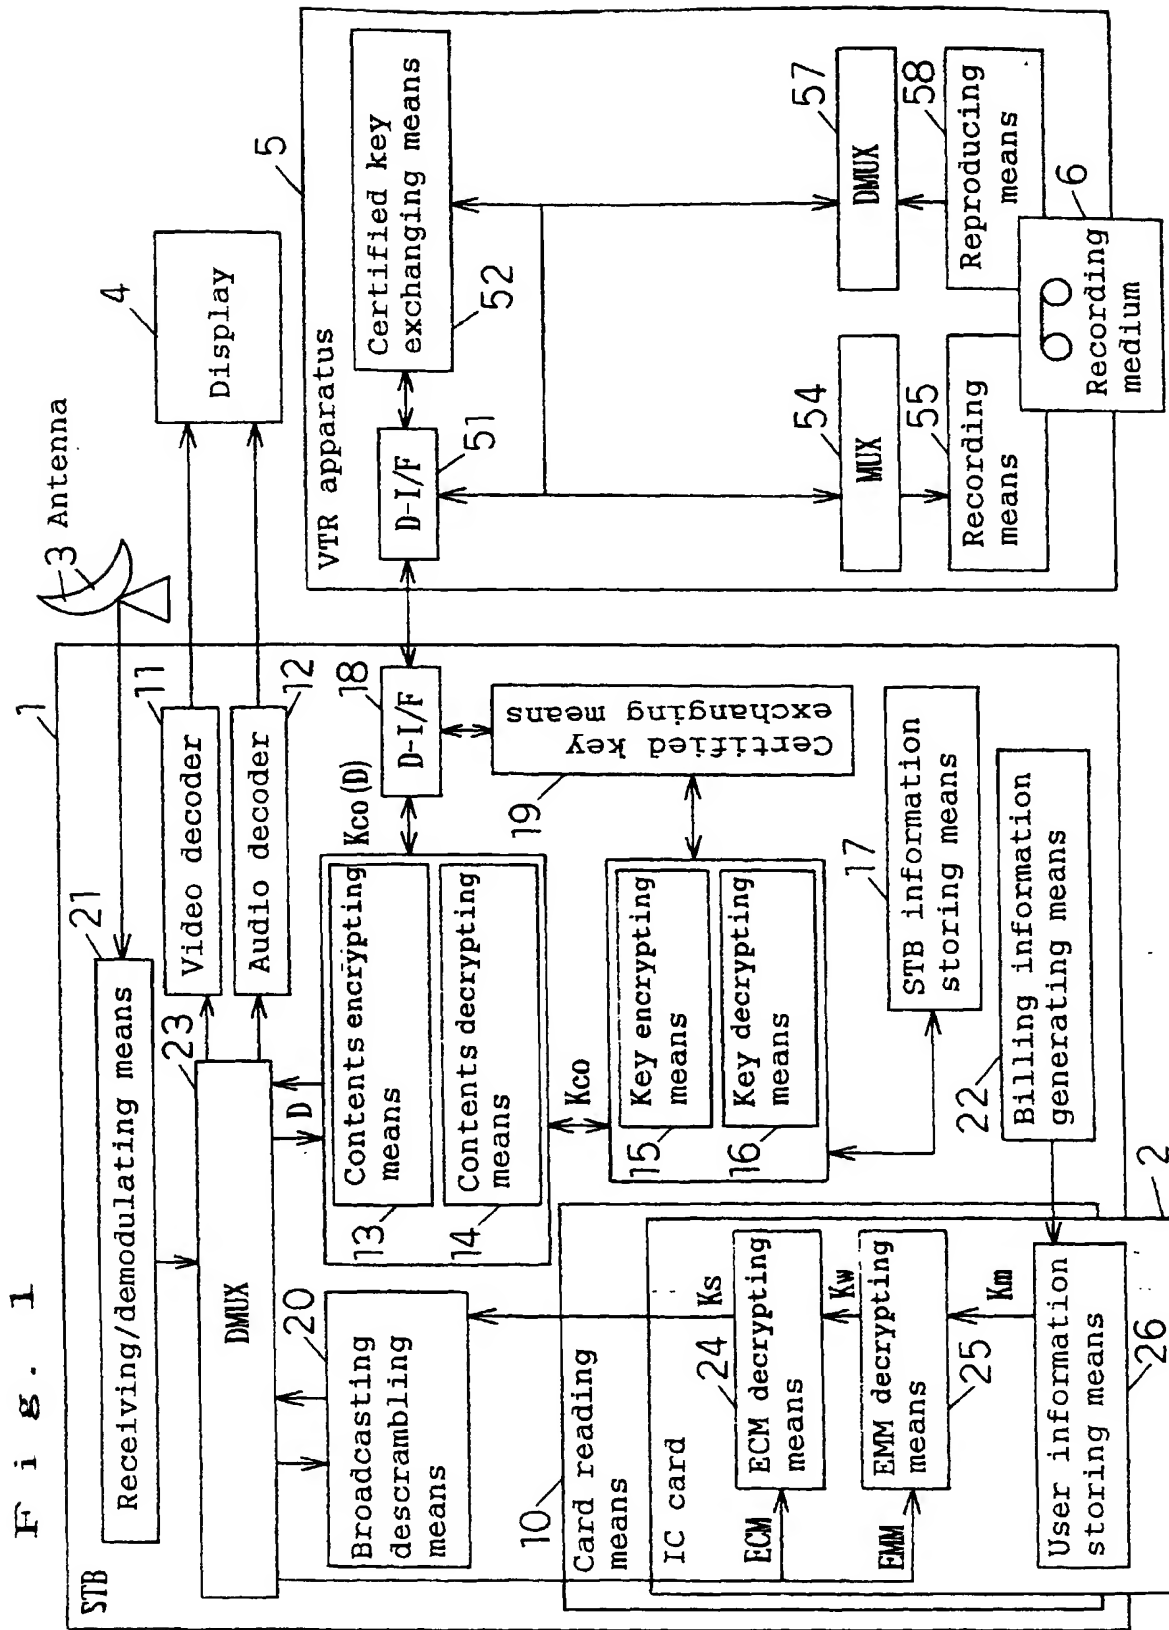 Fig. 1
STB
1
Receiving/demodulating means
21
3
Antenna
DMUX
23
Video decoder
11
Audio decoder
12
4
Display
20
Broadcasting
descrambling
means
D
Contents encrypting
means
13
Contents decrypting
means
14
Kco(D)
D-I/F
18
Certified key
exchanging means
19
Kco
Key encrypting
means
15
Key decrypting
means
16
STB information
storing means
17
22
Billing information
generating means
10
Card reading
means
IC card
2
ECM
Ks
24
ECM decrypting
means
Kw
EMM
EMM decrypting
means
25
Km
User information
storing means
26
5
VTR apparatus
D-I/F
51
Certified key
exchanging means
52
54
MUX
55
Recording
means
57
DMUX
58
Reproducing
means
6
Recording
medium